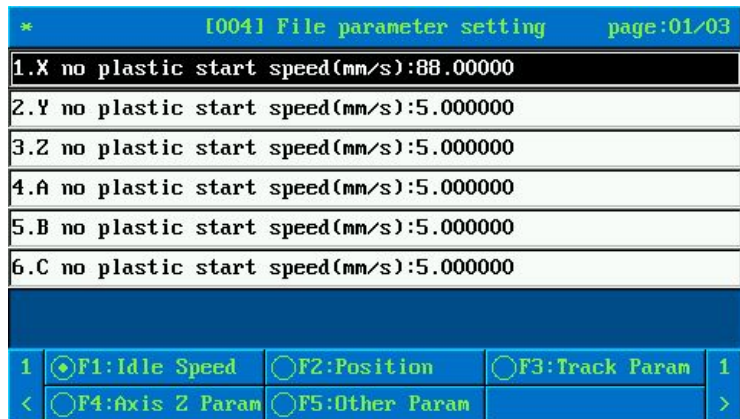 * [004] File parameter setting page:01/03
1.X no plastic start speed(mm/s):88.00000
2.Y no plastic start speed(mm/s):5.000000
3.Z no plastic start speed(mm/s):5.000000
4.A no plastic start speed(mm/s):5.000000
5.B no plastic start speed(mm/s):5.000000
6.C no plastic start speed(mm/s):5.000000
1 F1:Idle Speed F2:Position F3:Track Param 1
< F4:Axis Z Param F5:Other Param >